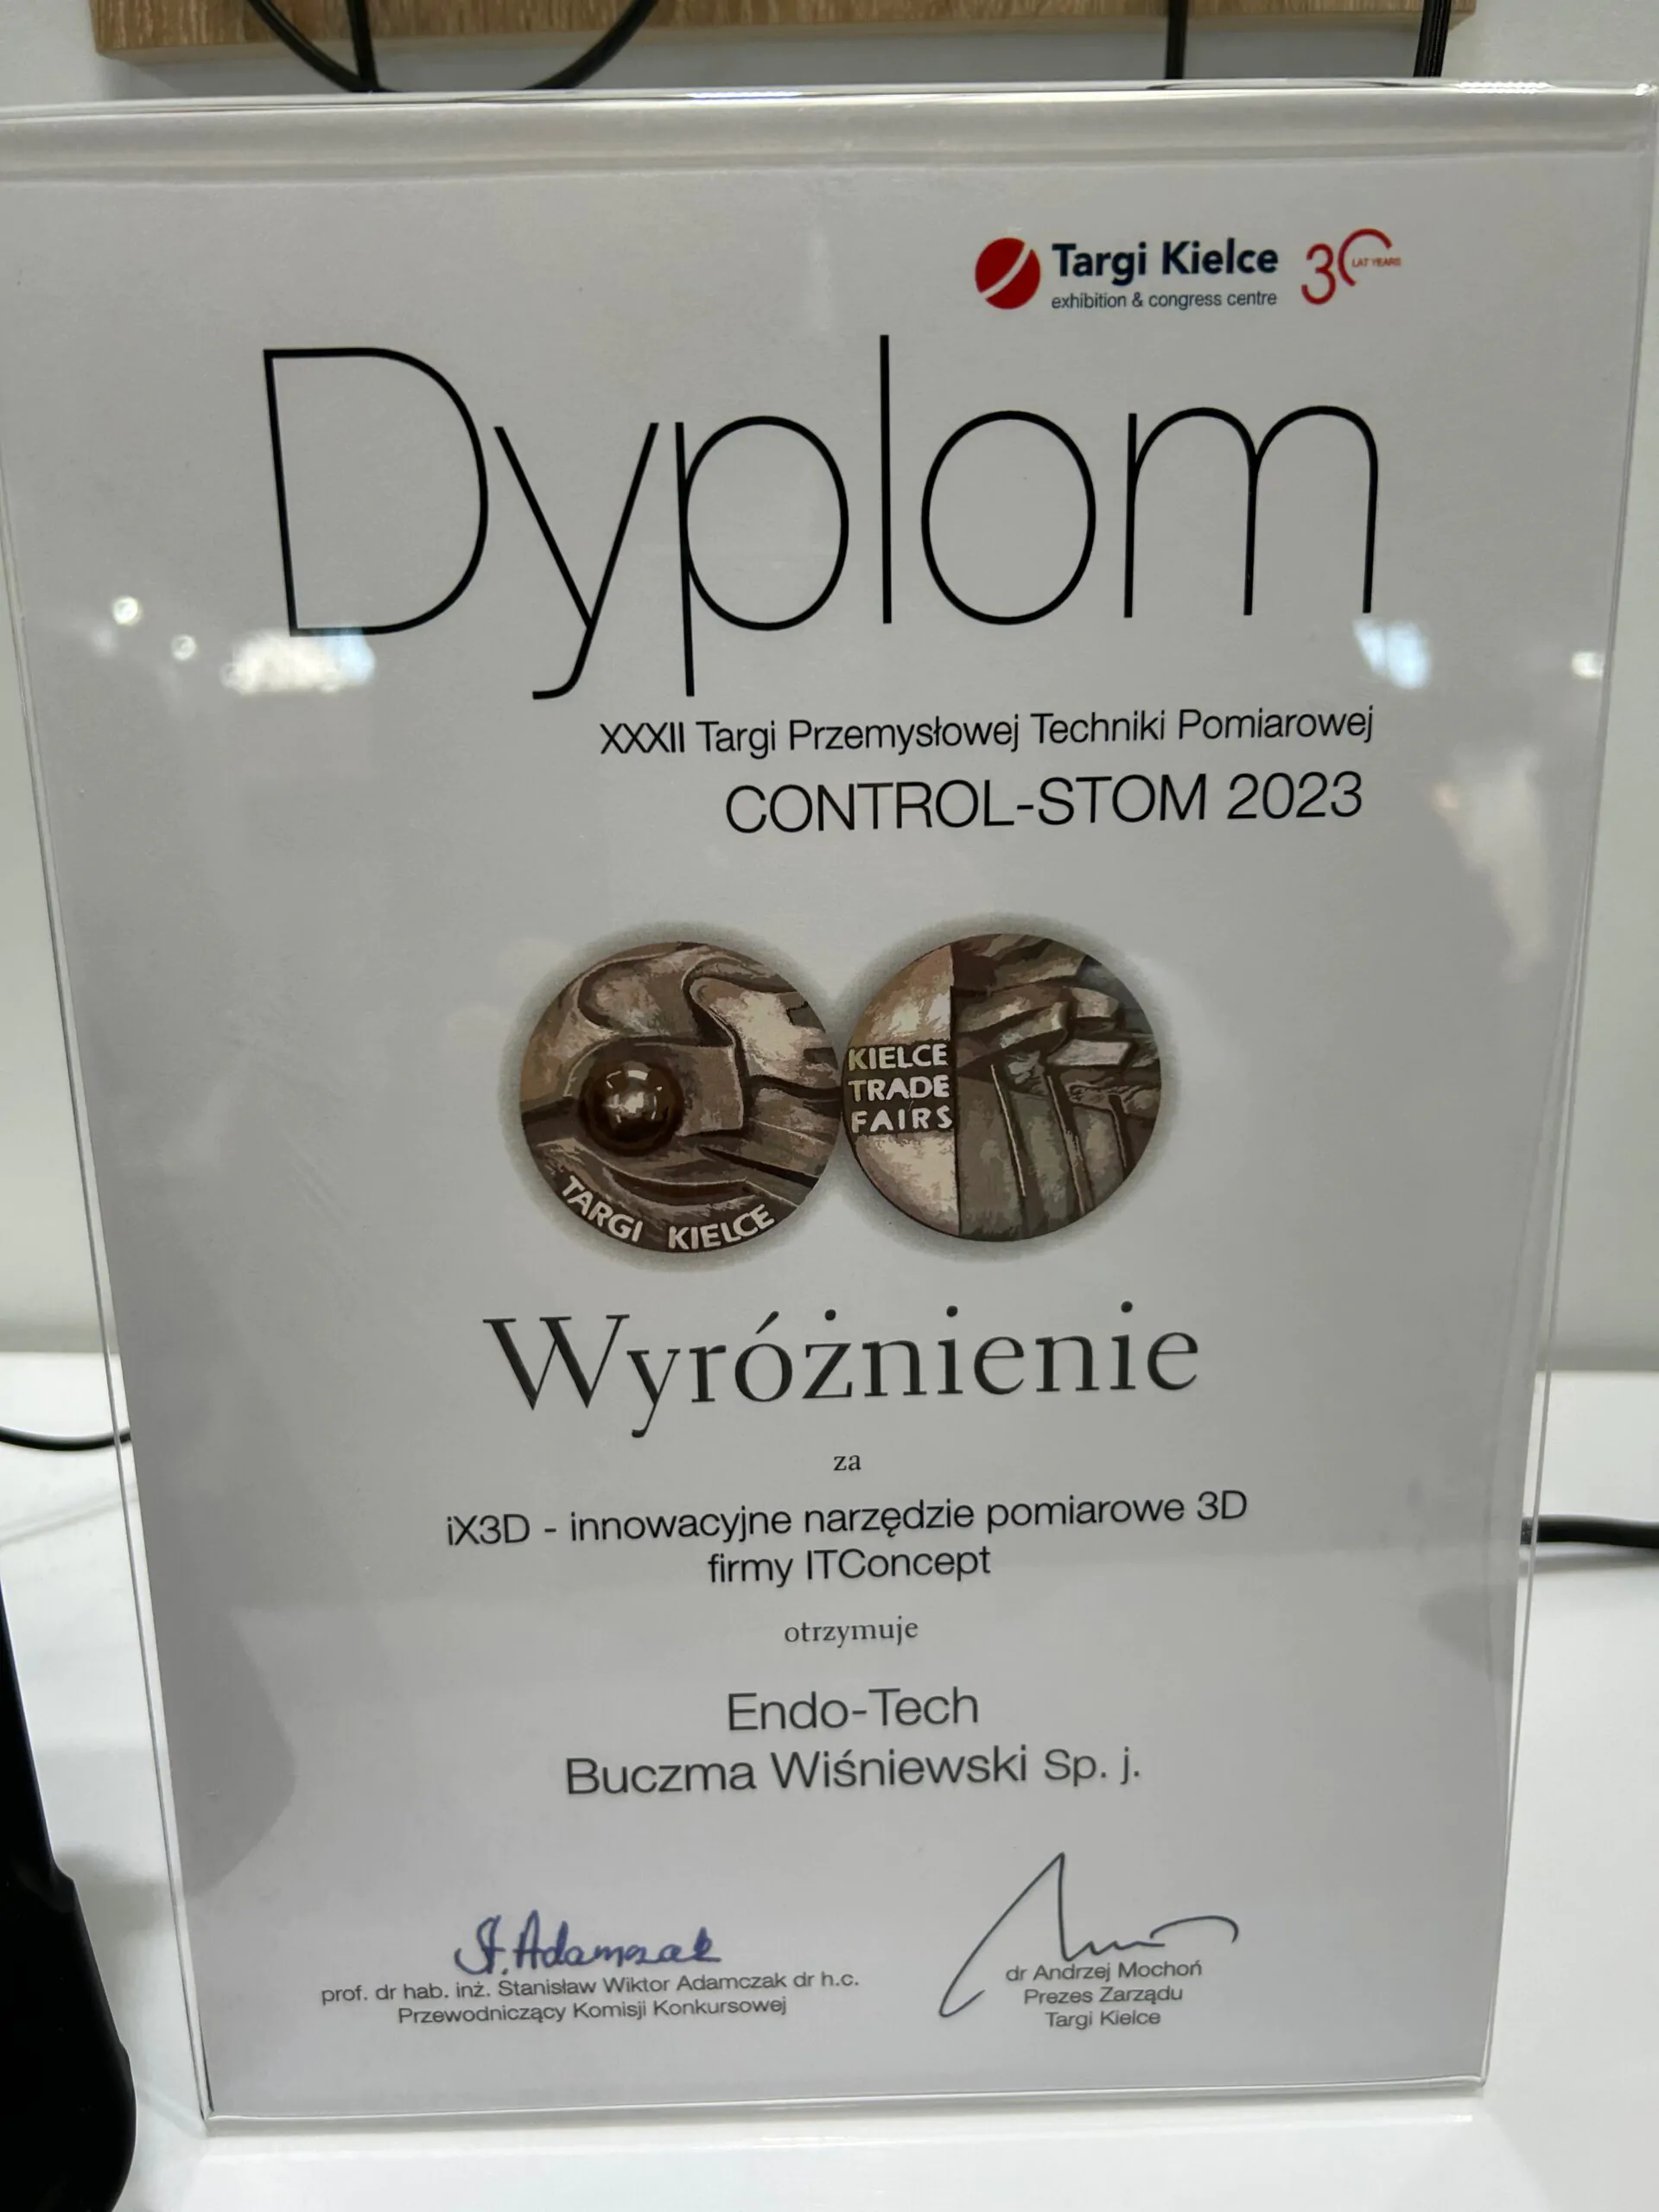 Targi Kielce
exhibition & congress centre
30
LAT YEARS
Dyplom
XXXII Targi Przemysłowej Techniki Pomiarowej
CONTROL-STOM 2023
TARGI KIELCE
KIELCE
TRADE
FAIRS
Wyróżnienie
za
iX3D - innowacyjne narzędzie pomiarowe 3D
firmy ITConcept
otrzymuje
Endo-Tech
Buczma Wiśniewski Sp. j.
St. Adamczak
prof. dr hab. inż. Stanisław Wiktor Adamczak dr h.c.
Przewodniczący Komisji Konkursowej
dr Andrzej Mochoń
Prezes Zarządu
Targi Kielce